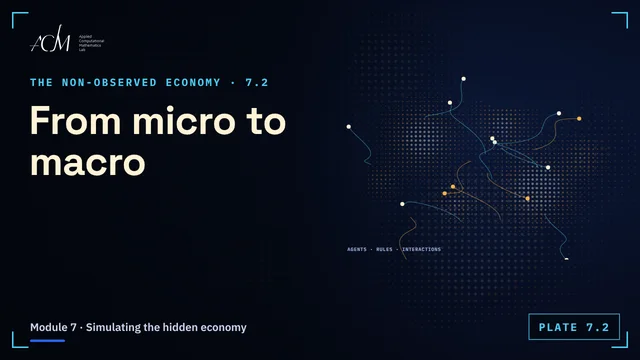 ACM
Applied
Computational
Mathematics
Lab
THE NON-OBSERVED ECONOMY · 7.2
From micro to
macro
AGENTS · RULES · INTERACTIONS
Module 7 · Simulating the hidden economy
PLATE 7.2